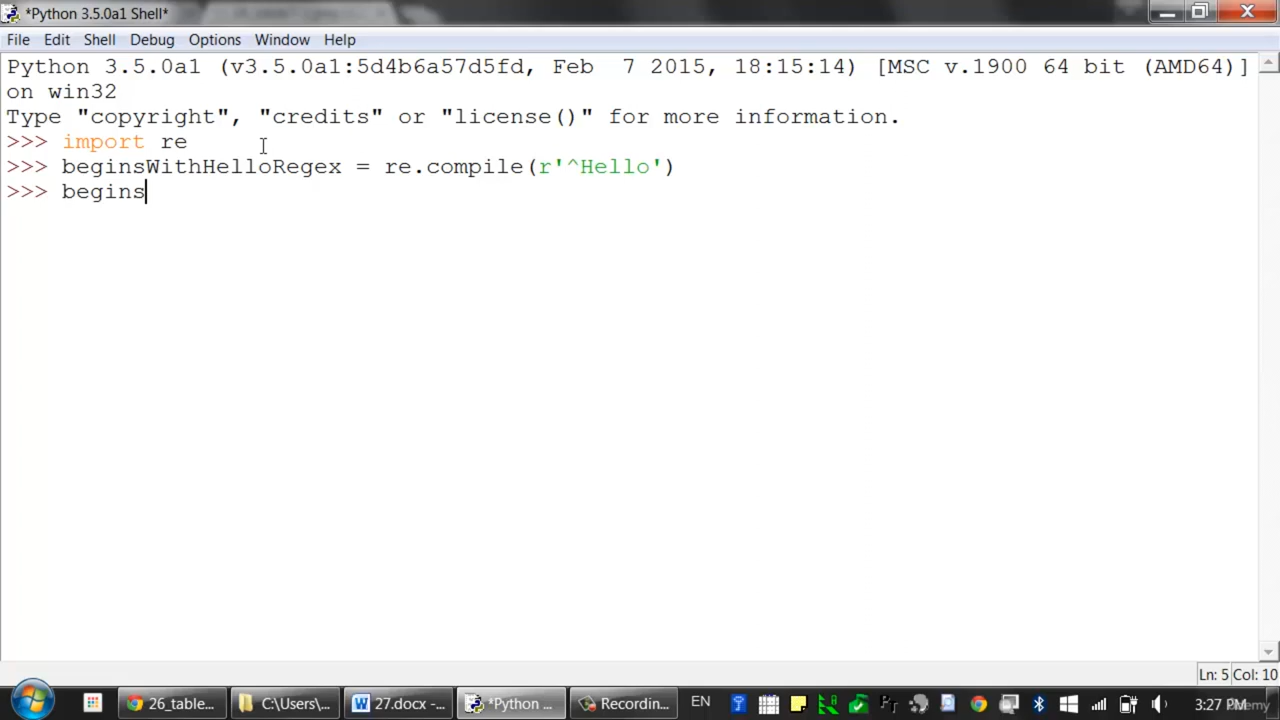 *Python 3.5.0a1 Shell*
File Edit Shell Debug Options Window Help
Python 3.5.0a1 (v3.5.0a1:5d4b6a57d5fd, Feb  7 2015, 18:15:14) [MSC v.1900 64 bit (AMD64)]
on win32
Type "copyright", "credits" or "license()" for more information.
>>> import re
>>> beginsWithHelloRegex = re.compile(r'^Hello')
>>> begins
Ln: 5 Col: 10
26_table... C:\Users\... 27.docx -... *Python ... Recordin... EN 3:27 PM
Udemy